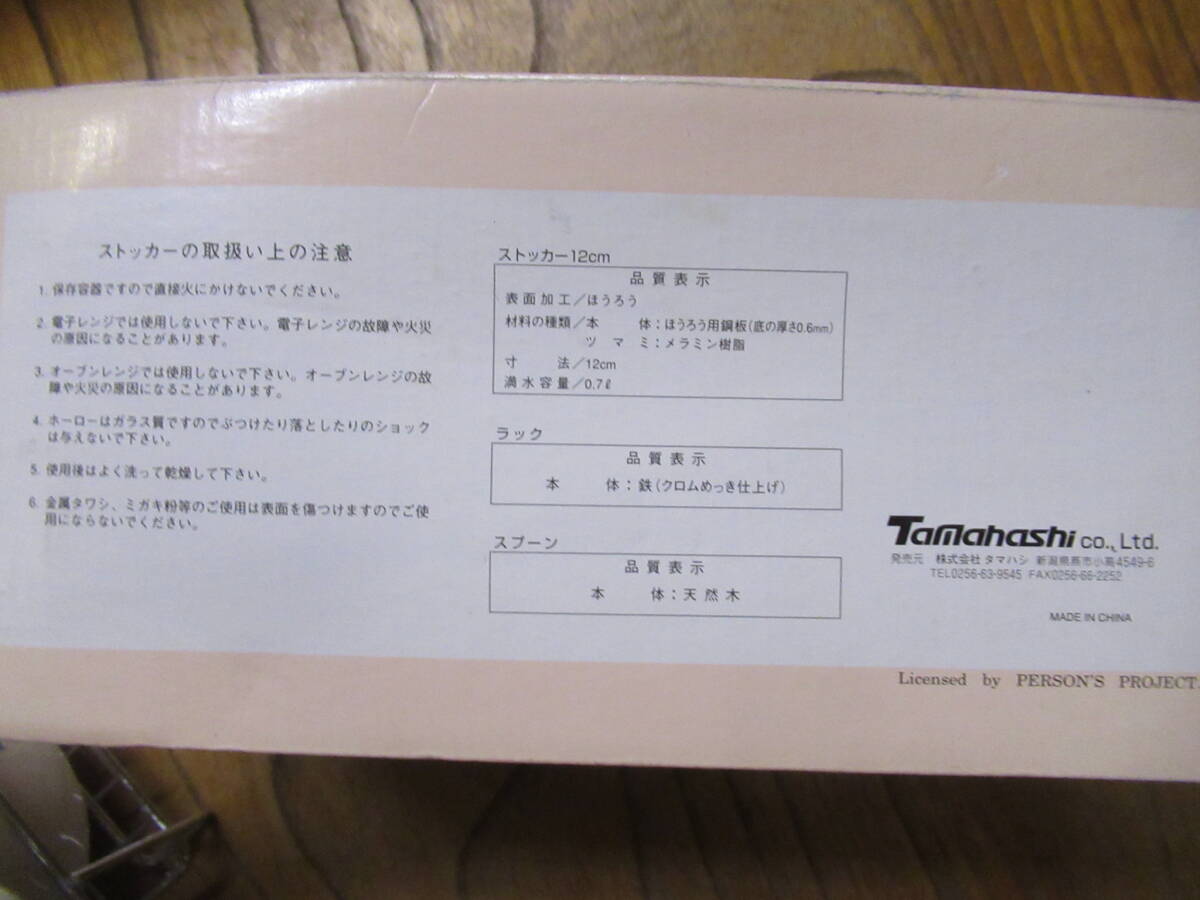 ストッカーの取扱い上の注意
1. 保存容器ですので直接火にかけないでください。
2. 電子レンジでは使用しないで下さい。電子レンジの故障や火災
の原因になることがあります。
3. オーブンレンジでは使用しないで下さい。オーブンレンジの故
障や火災の原因になることがあります。
4. ホーローはガラス質ですのでぶつけたり落としたりのショック
は与えないで下さい。
5. 使用後はよく洗って乾燥して下さい。
6. 金属タワシ、ミガキ粉等のご使用は表面を傷つけますのでご使
用にならないでください。
ストッカー12cm
品質表示
表面加工/ほうろう
材料の種類/本 体:ほうろう用鋼板(底の厚さ0.6mm)
ツマミ:メラミン樹脂
寸 法/12cm
満水容量/0.7ℓ
ラック
品質表示
本 体:鉄(クロムめっき仕上げ)
スプーン
品質表示
本 体:天然木
Tamahashi co., Ltd.
発売元 株式会社 タマハシ 新潟県燕市小高4549-6
TEL0256-63-9545 FAX0256-66-2252
MADE IN CHINA
Licensed by PERSON'S PROJECT.